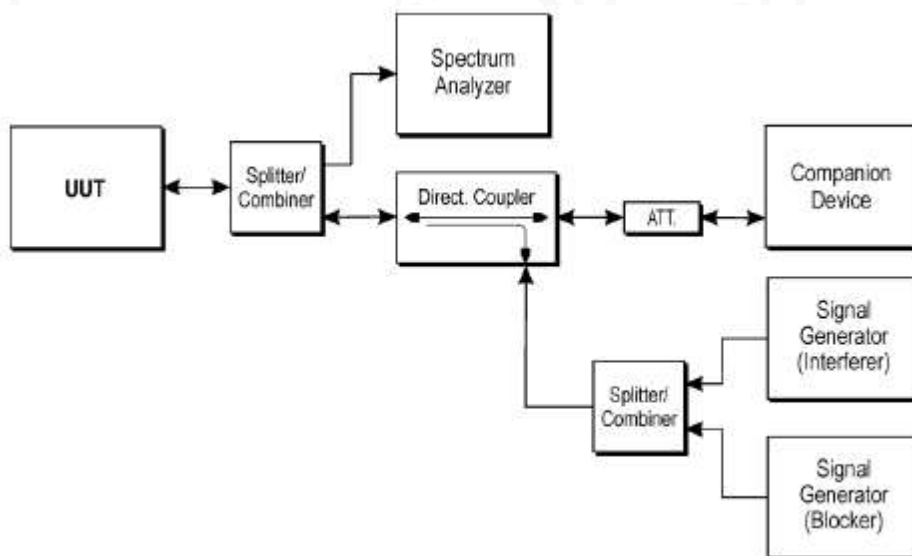 Spectrum
Analyzer
UUT
Splitter/
Combiner
Direct. Coupler
ATT.
Companion
Device
Signal
Generator
(Interferer)
Splitter/
Combiner
Signal
Generator
(Blocker)